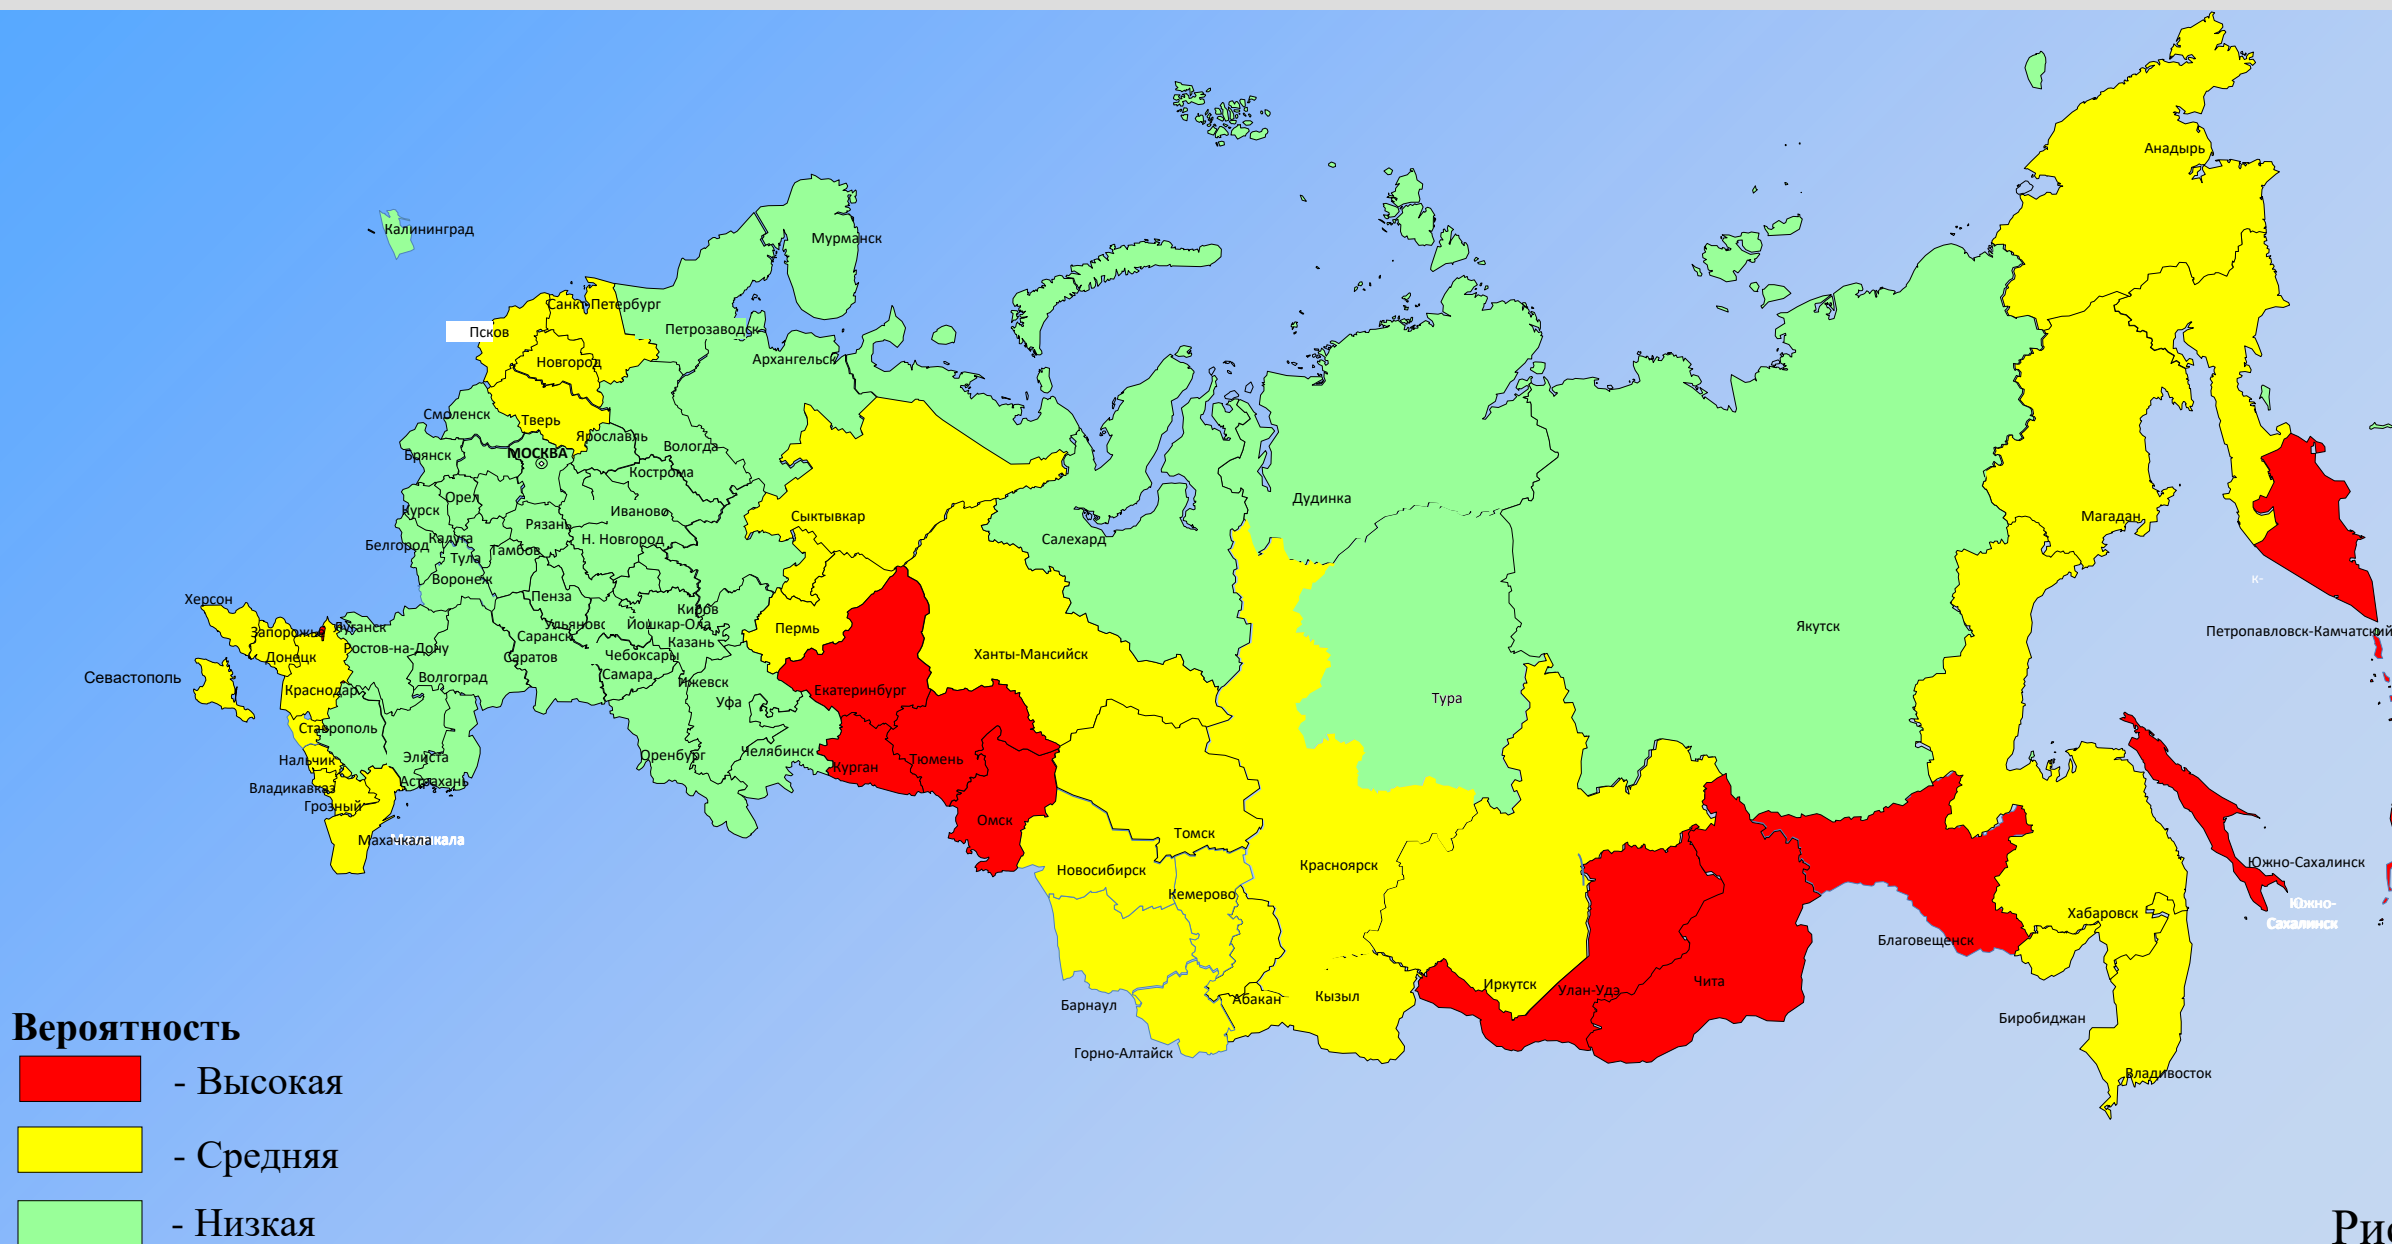 Анадырь
Калининград
Мурманск
Санкт-Петербург
Псков
Петрозаводск
Новгород
Архангельск
Смоленск
Тверь
Ярославль
Вологда
Брянск
МОСКВА
Кострома
Орел
Дудинка
Курск
Иваново
Сыктывкар
Магадан
Рязань
Белгород
Калуга
Н. Новгород
Салехард
Тула
Тамбов
Воронеж
к-
Херсон
Пенза
Киров
Запорожье
Луганск
Ульяновс
Йошкар-Ола
Пермь
Якутск
Петропавловск-Камчатский
Саранск
Казань
Донецк
Ростов-на-Дону
Саратов
Чебоксары
Ханты-Мансийск
Севастополь
Волгоград
Самара
Ижевск
Краснодар
Екатеринбург
Уфа
Тура
Ставрополь
Нальчик
Элиста
Оренбург
Челябинск
Курган
Тюмень
Владикавказ
Астрахань
Грозный
Омск
Махачкала
Томск
Новосибирск
Красноярск
Южно-Сахалинск
Кемерово
Южно-
Сахалинск
Хабаровск
Благовещенск
Барнаул
Абакан
Кызыл
Иркутск
Улан-Удэ
Чита
Биробиджан
Горно-Алтайск
Владивосток
Вероятность
- Высокая
- Средняя
- Низкая
Рис